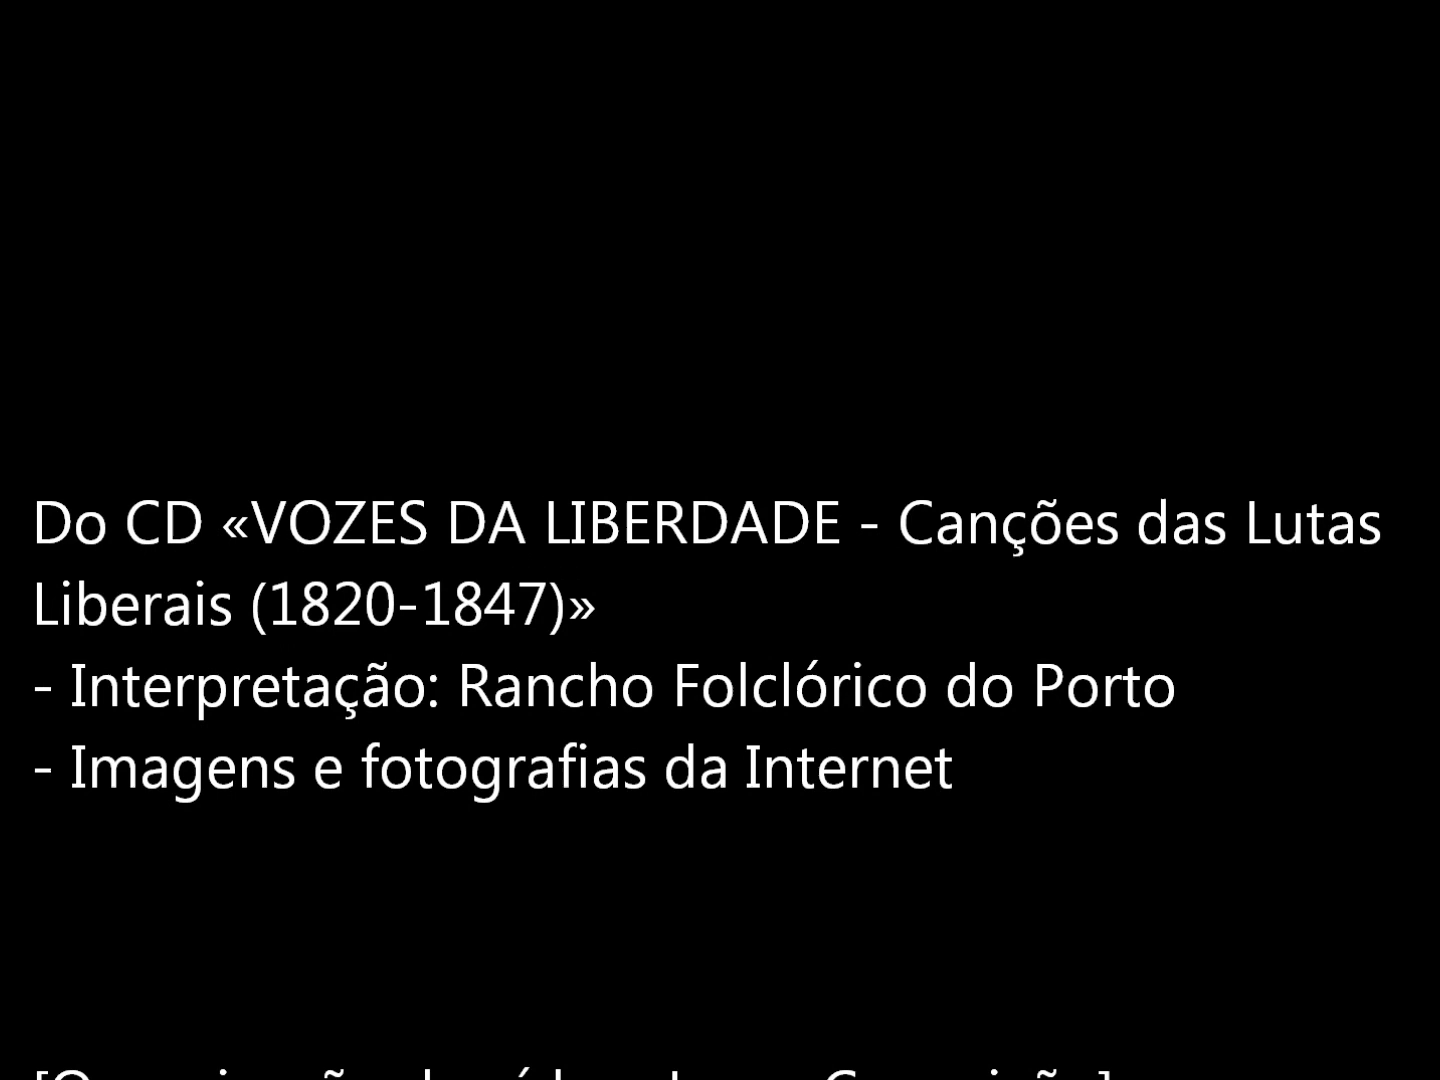 Do CD «VOZES DA LIBERDADE - Canções das Lutas
Liberais (1820-1847)»
- Interpretação: Rancho Folclórico do Porto
- Imagens e fotografias da Internet